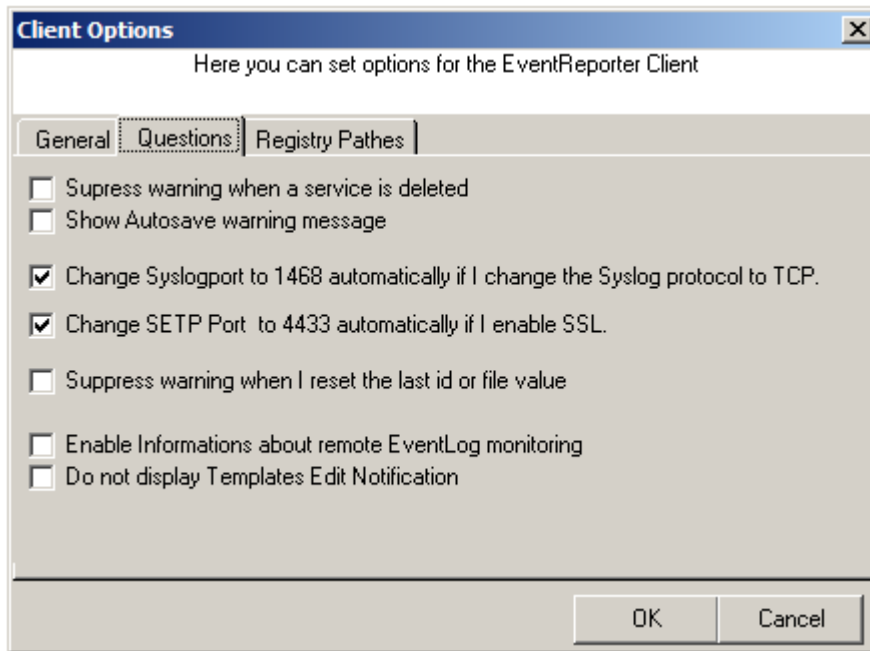 Client Options
Here you can set options for the EventReporter Client
General Questions Registry Pathes
Supress warning when a service is deleted
Show Autosave warning message
Change Syslogport to 1468 automatically if I change the Syslog protocol to TCP.
Change SETP Port  to 4433 automatically if I enable SSL.
Suppress warning when I reset the last id or file value
Enable Informations about remote EventLog monitoring
Do not display Templates Edit Notification
OK Cancel